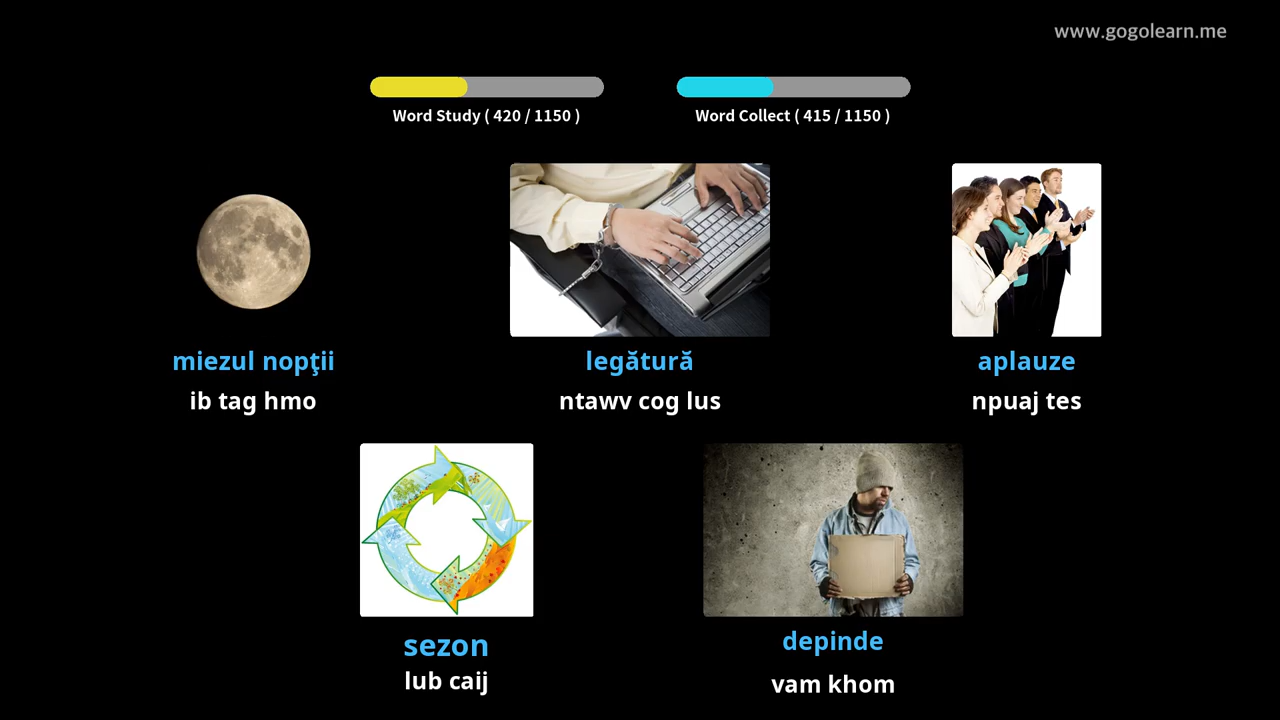 www.gogolearn.me
Word Study ( 420 / 1150 )
Word Collect ( 415 / 1150 )
miezul nopţii
legătură
aplauze
ib tag hmo
ntawv cog lus
npuaj tes
sezon
depinde
lub caij
vam khom